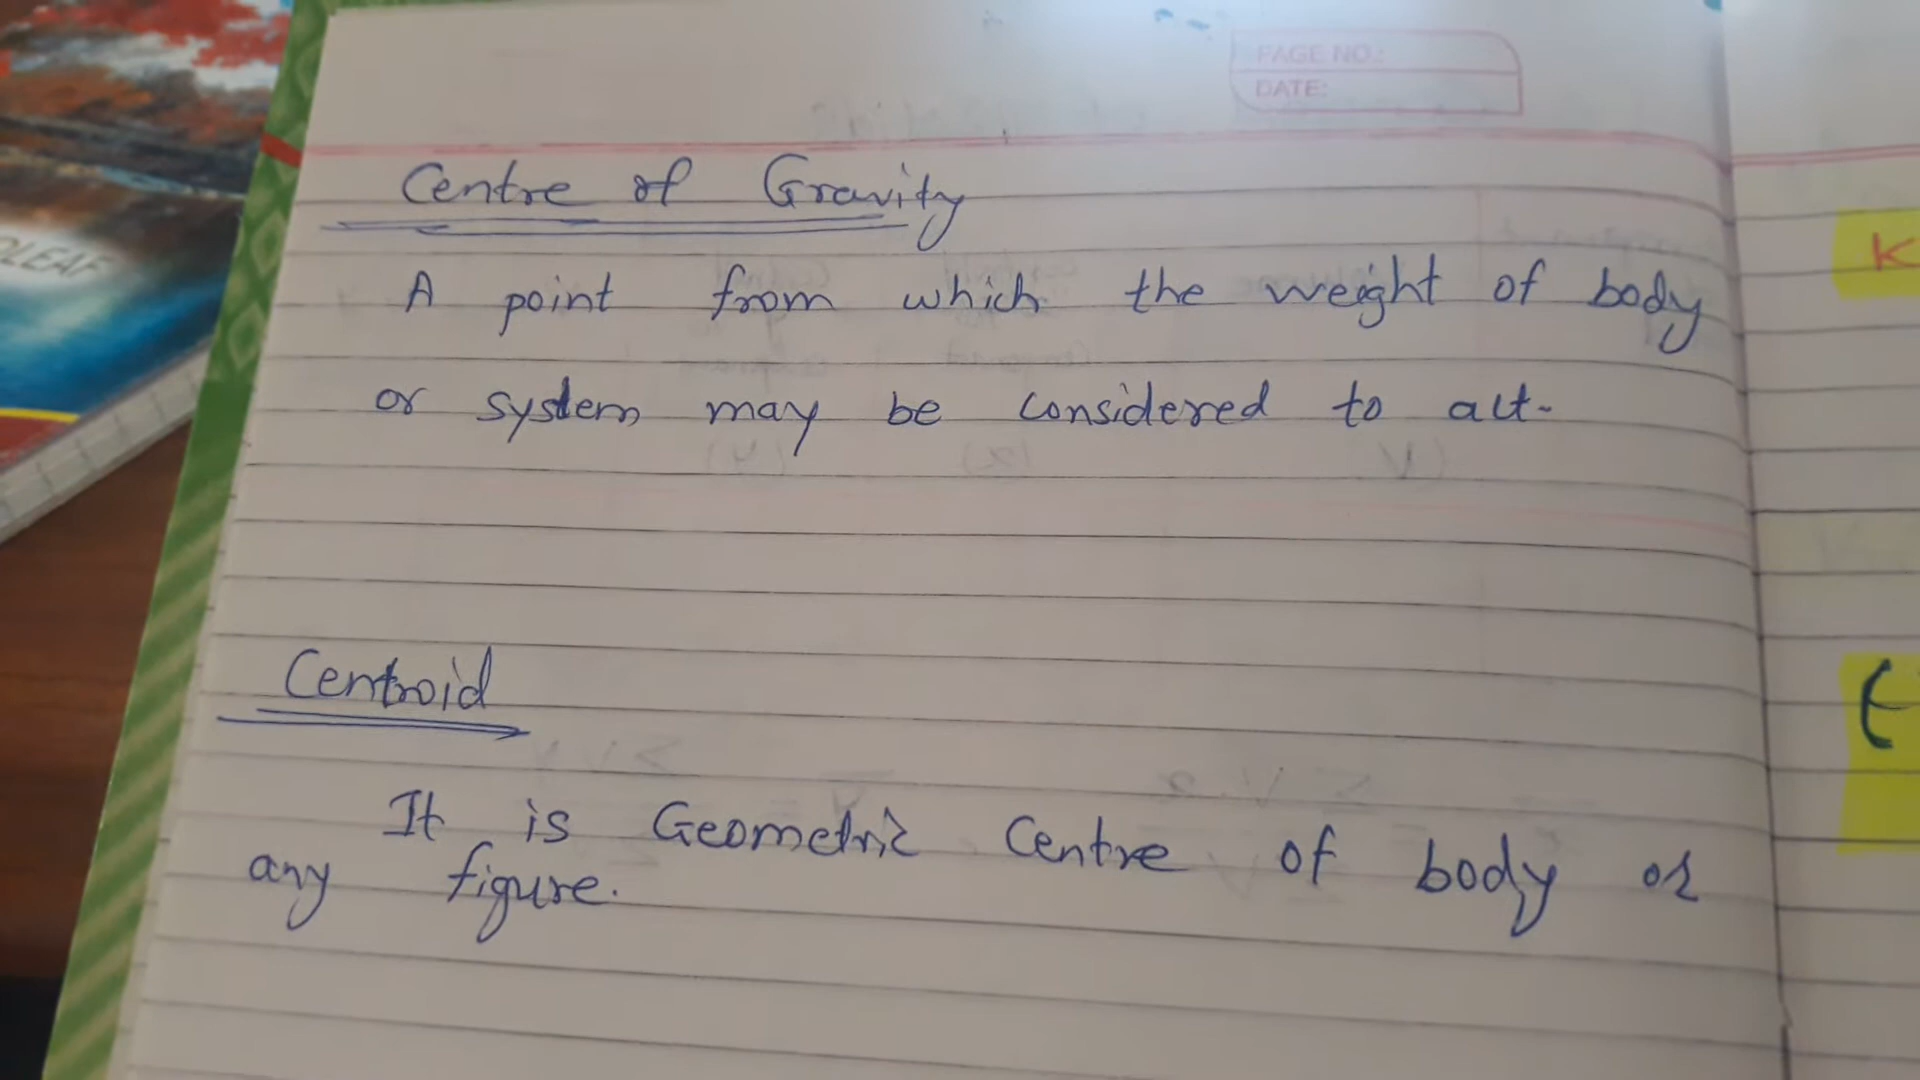 OLEAF
PAGE NO.:
DATE:
Centre of Gravity
A point from which the weight of body
or system may be considered to act.
Centroid
It is Geometric Centre of body or
any figure.
K